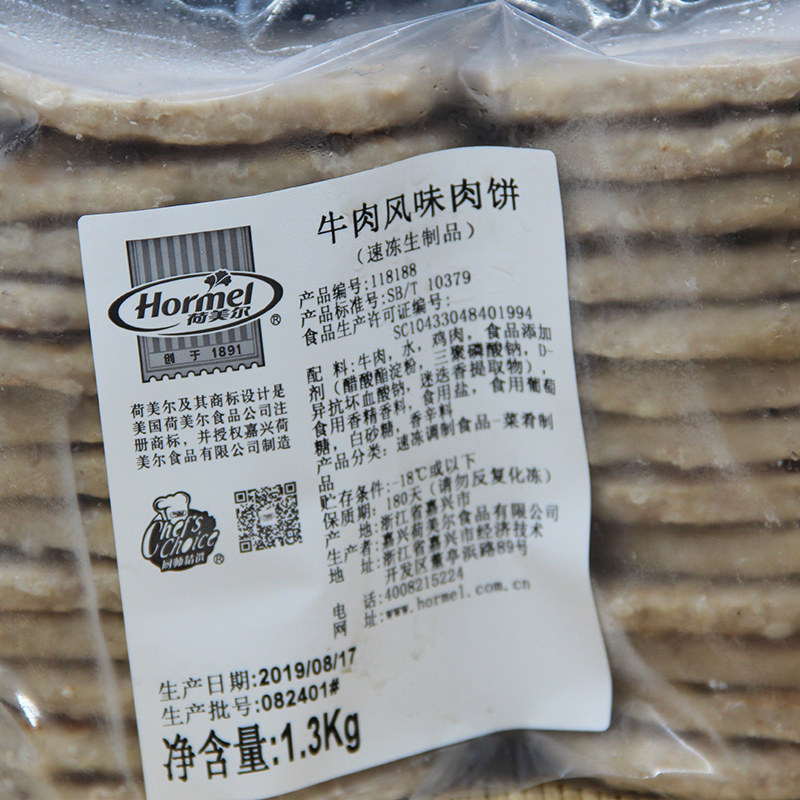 牛肉风味肉饼
（速冻生制品）
Hormel
荷美尔
®
创于1891
荷美尔及其商标设计是
美国荷美尔食品公司注
册商标，并授权嘉兴荷
美尔食品有限公司制造
Chef's
Choice
厨师精选
®
产品编号:118188
产品标准号:SB/T 10379
食品生产许可证编号:
SC10433048401994
配 料:牛肉, 水, 鸡肉, 食品添加
剂（醋酸酯淀粉, 三聚磷酸钠, D-
异抗坏血酸钠, 迷迭香提取物）,
食用香精香料, 食用盐, 食用葡萄
糖, 白砂糖, 香辛料
产品分类: 速冻调制食品-菜肴制
品
贮存条件:-18℃或以下
保质期: 180天（请勿反复化冻）
产 地:浙江省嘉兴市
生产者:嘉兴荷美尔食品有限公司
地 址:浙江省嘉兴市经济技术
开发区董亭浜路89号
电 话:4008215224
网 址:www.hormel.com.cn
生产日期:2019/08/17
生产批号:082401#
净含量:1.3Kg